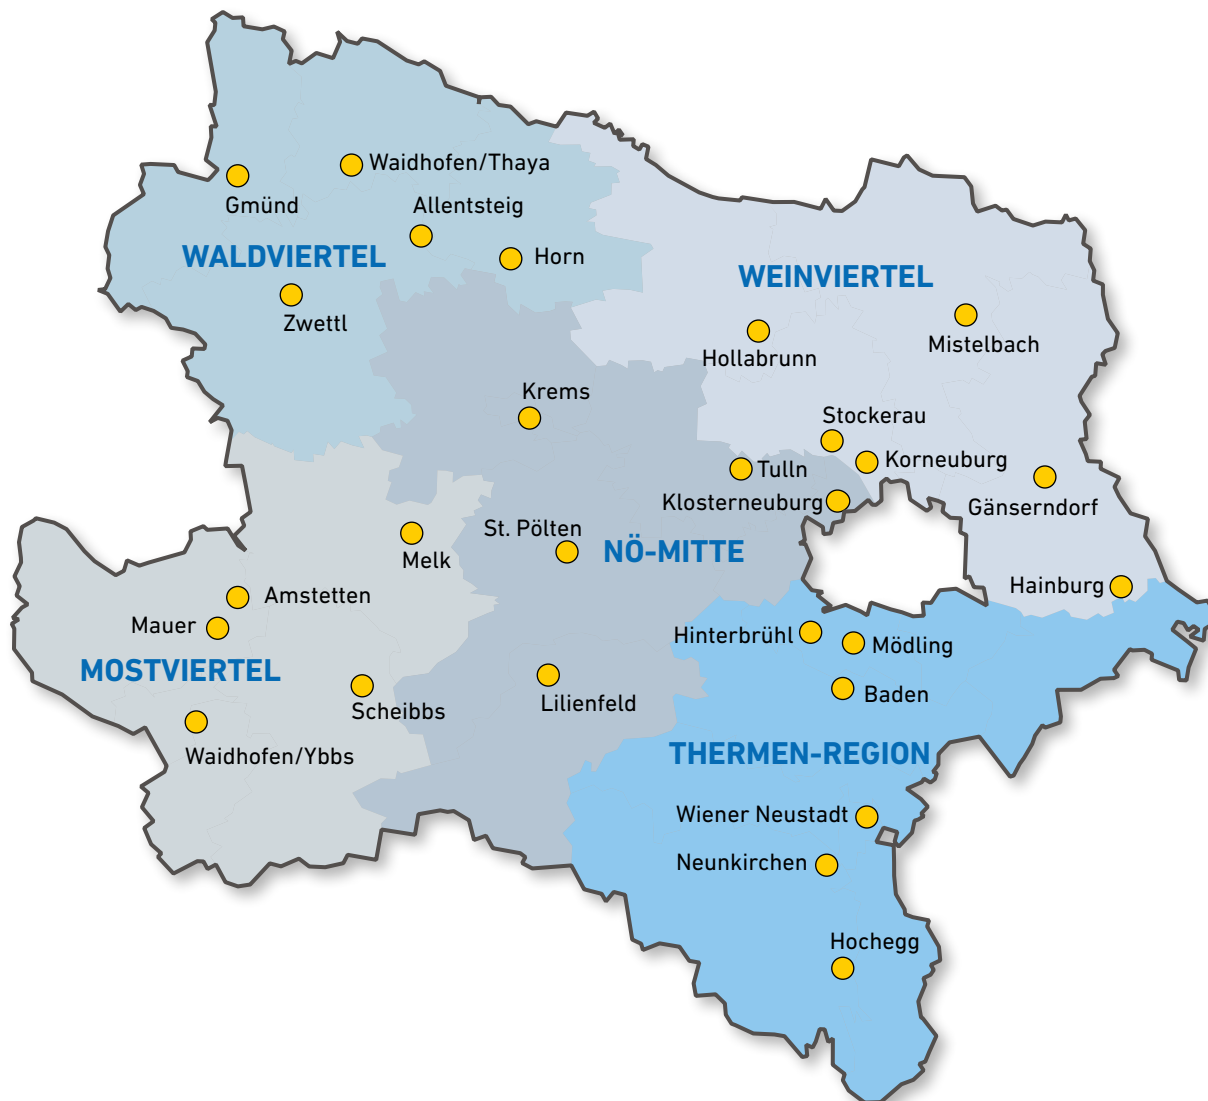 Waidhofen/Thaya
Gmünd
Allentsteig
WALDVIERTEL
Horn
Zwettl
WEINVIERTEL
Hollabrunn
Mistelbach
Krems
Stockerau
Korneuburg
Tulln
Klosterneuburg
Gänserndorf
St. Pölten
NÖ-MITTE
Melk
Hainburg
Amstetten
Mauer
MOSTVIERTEL
Hinterbrühl
Mödling
Baden
Scheibbs
Lilienfeld
Waidhofen/Ybbs
THERMEN-REGION
Wiener Neustadt
Neunkirchen
Hochegg